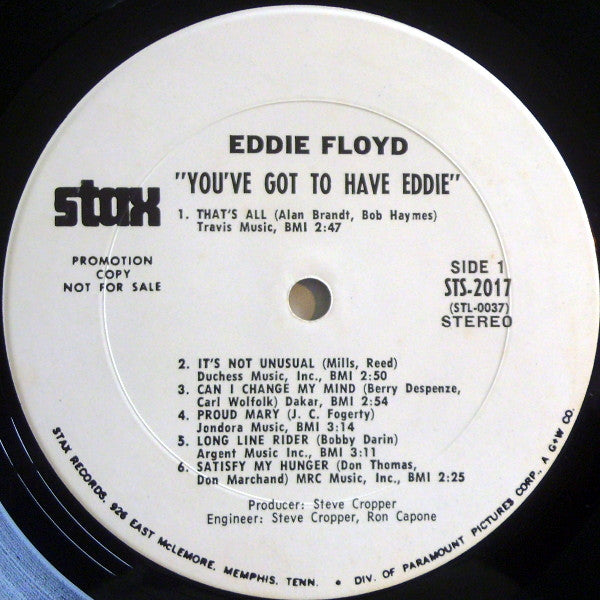 EDDIE FLOYD
"YOU'VE GOT TO HAVE EDDIE"
stax
1. THAT'S ALL (Alan Brandt, Bob Haymes)
Travis Music, BMI 2:47
PROMOTION
COPY
NOT FOR SALE
SIDE 1
STS-2017
(STL-0037)
STEREO
2. IT'S NOT UNUSUAL (Mills, Reed)
Duchess Music, Inc., BMI 2:50
3. CAN I CHANGE MY MIND (Berry Despenze,
Carl Wolfolk) Dakar, BMI 2:54
4. PROUD MARY (J. C. Fogerty)
Jondora Music, BMI 3:14
5. LONG LINE RIDER (Bobby Darin)
Argent Music Inc., BMI 3:11
6. SATISFY MY HUNGER (Don Thomas,
Don Marchand) MRC Music, Inc., BMI 2:25
Producer: Steve Cropper
Engineer: Steve Cropper, Ron Capone
STAX RECORDS, 926 EAST McLEMORE, MEMPHIS, TENN. • DIV. OF PARAMOUNT PICTURES CORP., A G+W CO.